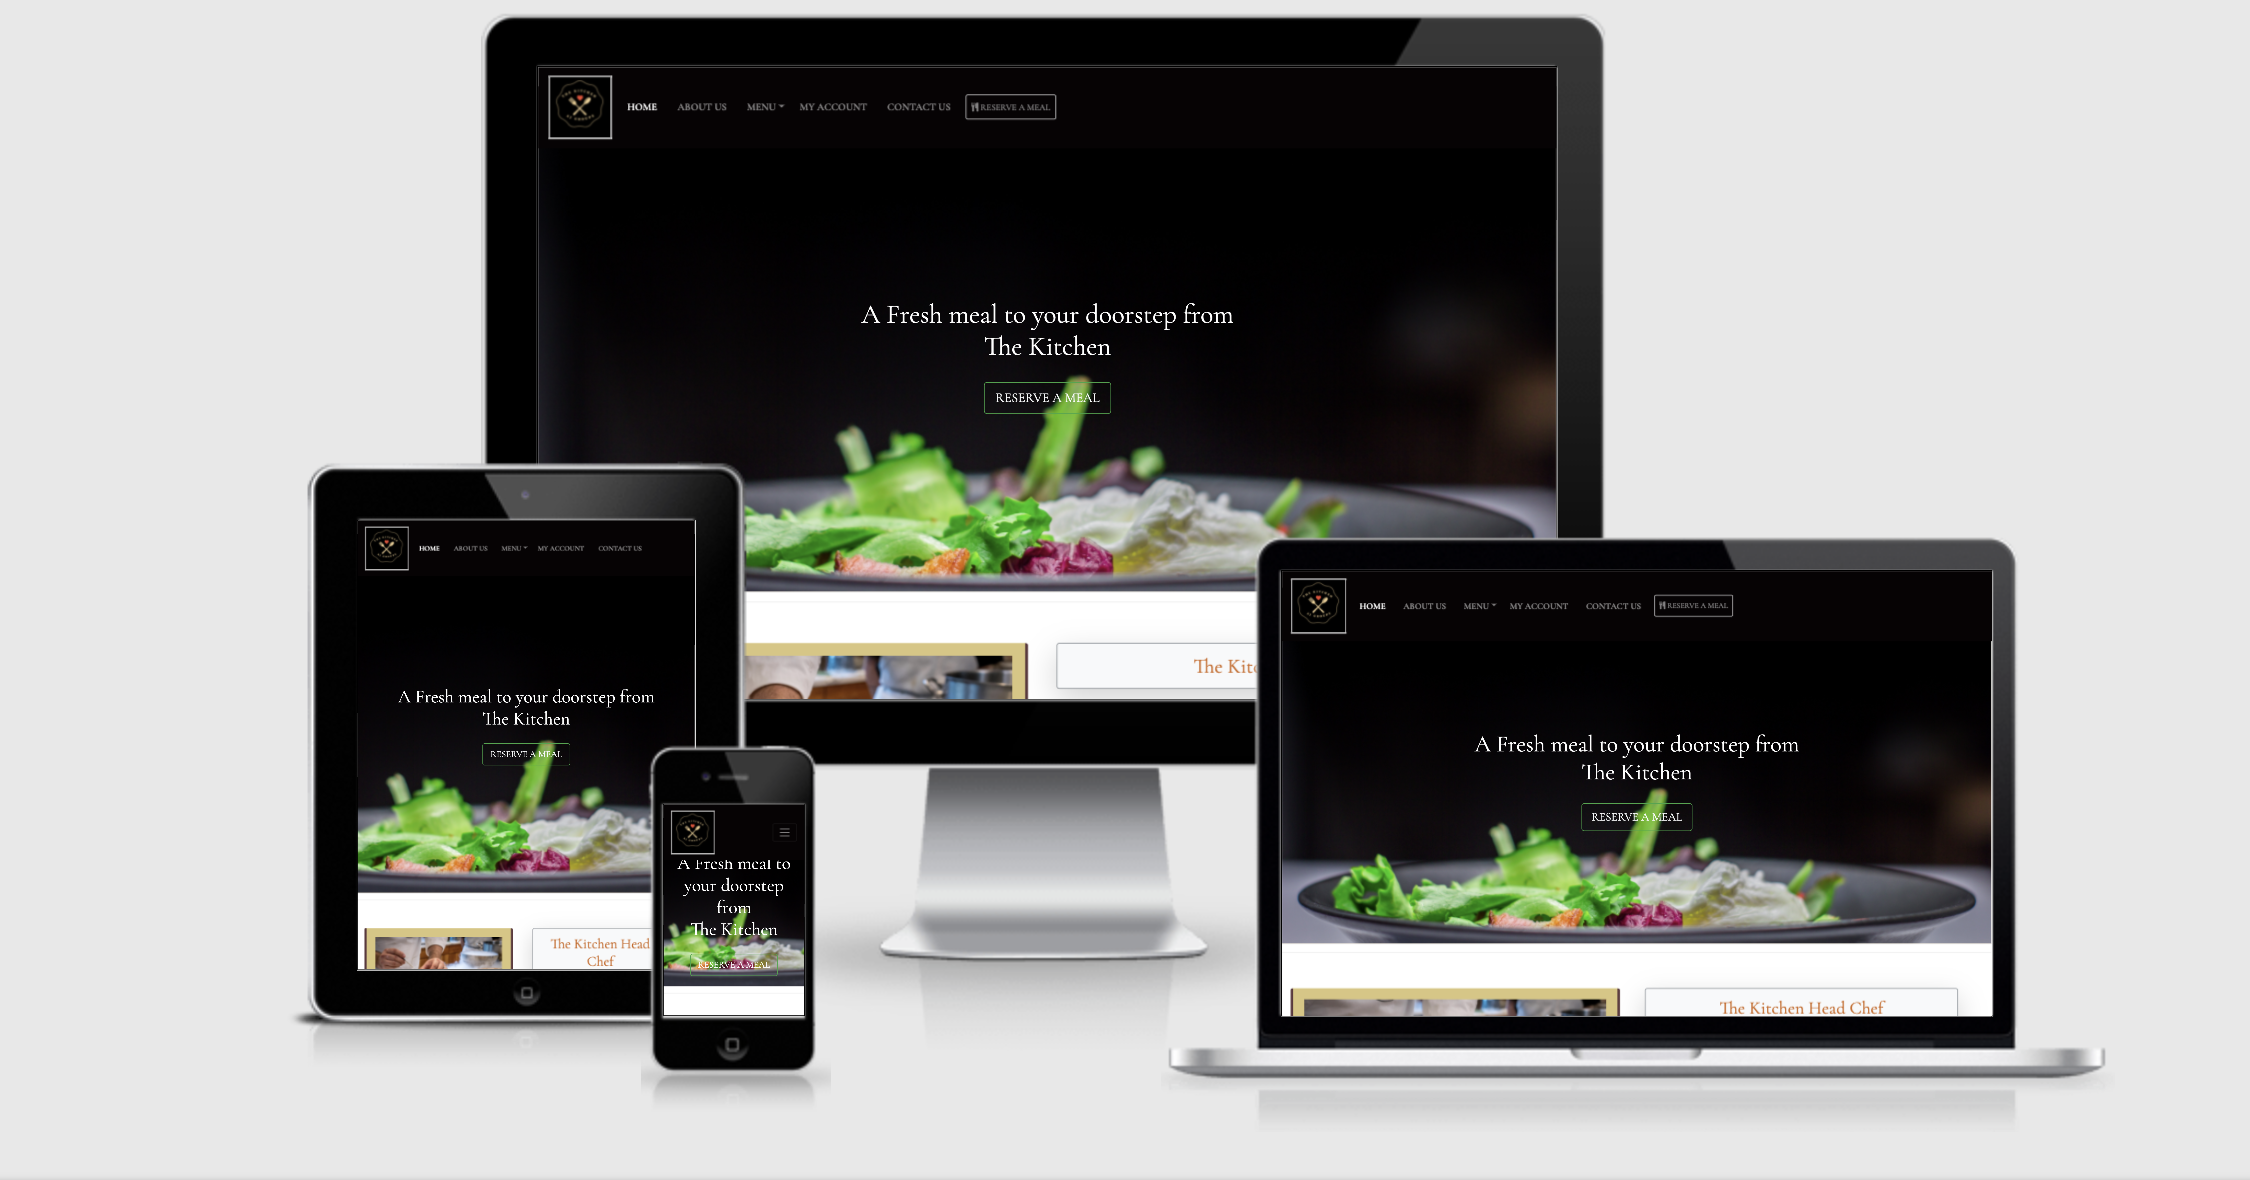 HOME ABOUT US MENU MY ACCOUNT CONTACT US RESERVE A MEAL
A Fresh meal to your doorstep from
The Kitchen
RESERVE A MEAL
The Kitc
HOME ABOUT US MENU MY ACCOUNT CONTACT US
A Fresh meal to your doorstep from
The Kitchen
RESERVE A MEAL
The Kitchen Head
Chef
A Fresh meal to
your doorstep
from
The Kitchen
RESERVE A MEAL
HOME ABOUT US MENU MY ACCOUNT CONTACT US RESERVE A MEAL
A Fresh meal to your doorstep from
The Kitchen
RESERVE A MEAL
The Kitchen Head Chef